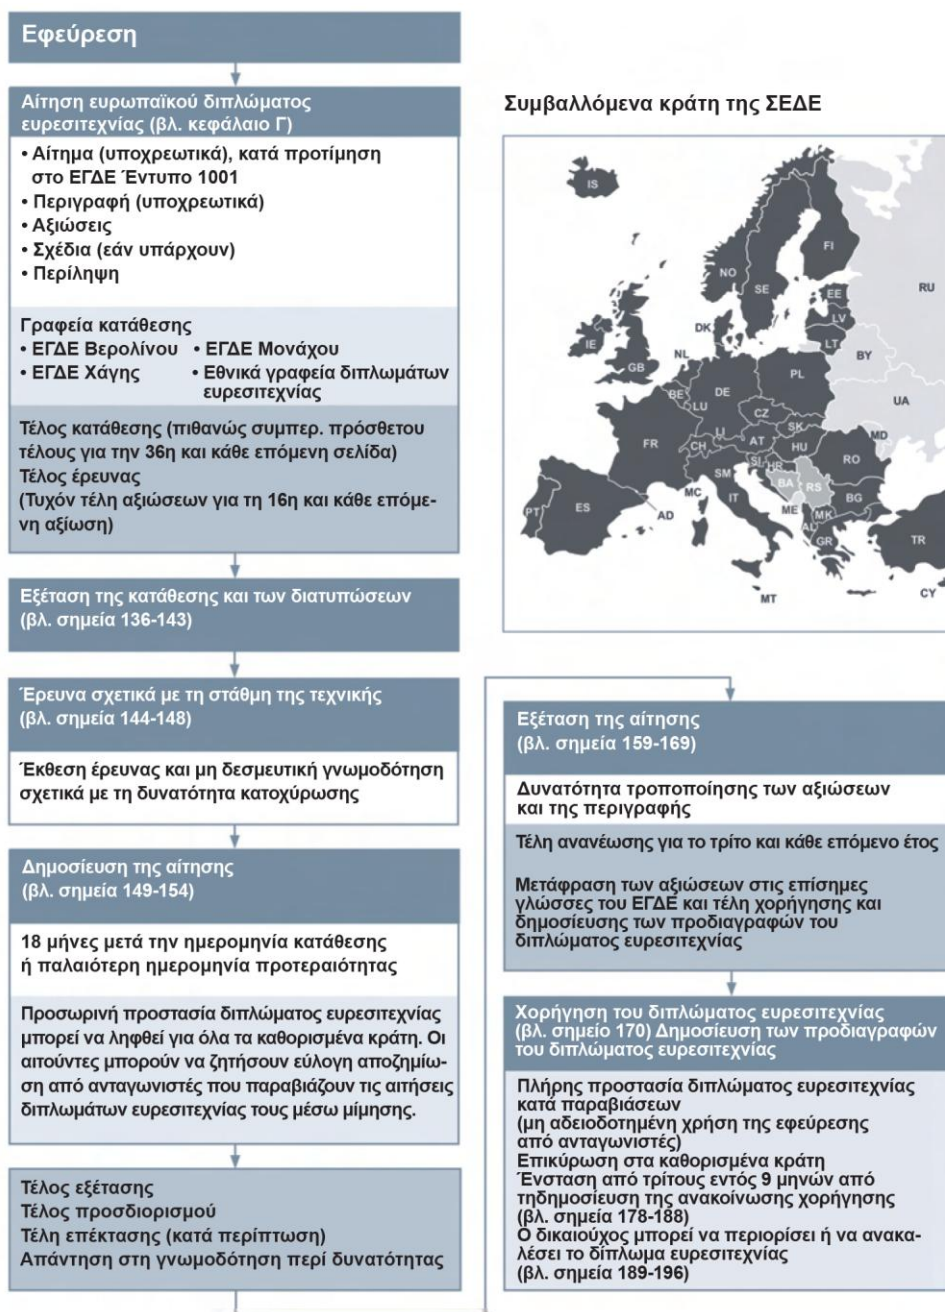 Εφεύρεση
Αίτηση ευρωπαϊκού διπλώματος
ευρεσιτεχνίας (βλ. κεφάλαιο Γ)
• Αίτημα (υποχρεωτικά), κατά προτίμηση
στο ΕΓΔΕ Έντυπο 1001
• Περιγραφή (υποχρεωτικά)
• Αξιώσεις
• Σχέδια (εάν υπάρχουν)
• Περίληψη
Γραφεία κατάθεσης
• ΕΓΔΕ Βερολίνου • ΕΓΔΕ Μονάχου
• ΕΓΔΕ Χάγης • Εθνικά γραφεία διπλωμάτων
ευρεσιτεχνίας
Τέλος κατάθεσης (πιθανώς συμπερ. πρόσθετου
τέλους για την 36η και κάθε επόμενη σελίδα)
Τέλος έρευνας
(Τυχόν τέλη αξιώσεων για τη 16η και κάθε επόμε-
νη αξίωση)
Εξέταση της κατάθεσης και των διατυπώσεων
(βλ. σημεία 136-143)
Έρευνα σχετικά με τη στάθμη της τεχνικής
(βλ. σημεία 144-148)
Έκθεση έρευνας και μη δεσμευτική γνωμοδότηση
σχετικά με τη δυνατότητα κατοχύρωσης
Δημοσίευση της αίτησης
(βλ. σημεία 149-154)
18 μήνες μετά την ημερομηνία κατάθεσης
ή παλαιότερη ημερομηνία προτεραιότητας
Προσωρινή προστασία διπλώματος ευρεσιτεχνίας
μπορεί να ληφθεί για όλα τα καθορισμένα κράτη. Οι
αιτούντες μπορούν να ζητήσουν εύλογη αποζημίω-
ση από ανταγωνιστές που παραβιάζουν τις αιτήσεις
διπλωμάτων ευρεσιτεχνίας τους μέσω μίμησης.
Τέλος εξέτασης
Τέλος προσδιορισμού
Τέλη επέκτασης (κατά περίπτωση)
Απάντηση στη γνωμοδότηση περί δυνατότητας
Συμβαλλόμενα κράτη της ΣΕΔΕ
IS
FI
NO
SE
RU
EE
LV
DK
LT
IE
NL
BY
GB
PL
BE
DE
LU
UA
CZ
SK
MD
LI
FR
CH
AT
HU
RO
SI
HR
SM
BA
RS
MC
IT
ME
BG
PT
ES
AD
MK
AL
GR
TR
MT
CY
Εξέταση της αίτησης
(βλ. σημεία 159-169)
Δυνατότητα τροποποίησης των αξιώσεων
και της περιγραφής
Τέλη ανανέωσης για το τρίτο και κάθε επόμενο έτος
Μετάφραση των αξιώσεων στις επίσημες
γλώσσες του ΕΓΔΕ και τέλη χορήγησης και
δημοσίευσης των προδιαγραφών του
διπλώματος ευρεσιτεχνίας
Χορήγηση του διπλώματος ευρεσιτεχνίας
(βλ. σημείο 170) Δημοσίευση των προδιαγραφών
του διπλώματος ευρεσιτεχνίας
Πλήρης προστασία διπλώματος ευρεσιτεχνίας
κατά παραβιάσεων
(μη αδειοδοτημένη χρήση της εφεύρεσης
από ανταγωνιστές)
Επικύρωση στα καθορισμένα κράτη
Ένσταση από τρίτους εντός 9 μηνών από
τηδημοσίευση της ανακοίνωσης χορήγησης
(βλ. σημεία 178-188)
Ο δικαιούχος μπορεί να περιορίσει ή να ανακα-
λέσει το δίπλωμα ευρεσιτεχνίας
(βλ. σημεία 189-196)